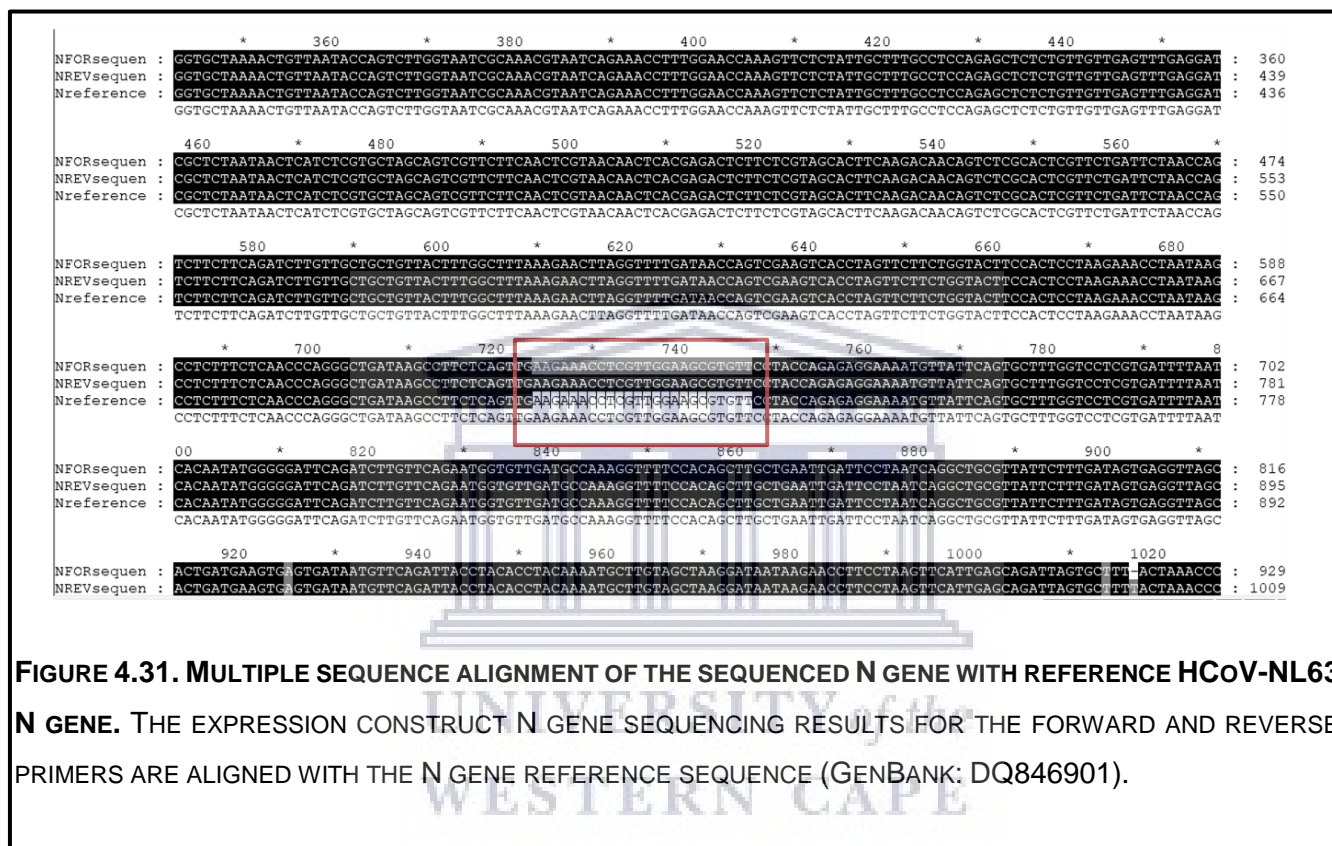 * 360 * 380 * 400 * 420 * 440 *
NFORsequen : GGTGCTAAAACTGTTAATACCAGTCTTGGTAATCGCAAACGTAATCAGAAACCTTTGGAACCAAAGTTCTCTATTGCTTTGCCTCCAGAGCTCTCTGTTGTTGAGTTTGAGGAT : 360
NREVsequen : GGTGCTAAAACTGTTAATACCAGTCTTGGTAATCGCAAACGTAATCAGAAACCTTTGGAACCAAAGTTCTCTATTGCTTTGCCTCCAGAGCTCTCTGTTGTTGAGTTTGAGGAT : 439
Nreference : GGTGCTAAAACTGTTAATACCAGTCTTGGTAATCGCAAACGTAATCAGAAACCTTTGGAACCAAAGTTCTCTATTGCTTTGCCTCCAGAGCTCTCTGTTGTTGAGTTTGAGGAT : 436
GGTGCTAAAACTGTTAATACCAGTCTTGGTAATCGCAAACGTAATCAGAAACCTTTGGAACCAAAGTTCTCTATTGCTTTGCCTCCAGAGCTCTCTGTTGTTGAGTTTGAGGAT
460 * 480 * 500 * 520 * 540 * 560 *
NFORsequen : CGCTCTAATAACTCATCTCGTGCTAGCAGTCGTTCTTCAACTCGTAACAACTCACGAGACTCTTCTCGTAGCACTTCAAGACAACAGTCTCGCACTCGTTCTGATTCTAACCAG : 474
NREVsequen : CGCTCTAATAACTCATCTCGTGCTAGCAGTCGTTCTTCAACTCGTAACAACTCACGAGACTCTTCTCGTAGCACTTCAAGACAACAGTCTCGCACTCGTTCTGATTCTAACCAG : 553
Nreference : CGCTCTAATAACTCATCTCGTGCTAGCAGTCGTTCTTCAACTCGTAACAACTCACGAGACTCTTCTCGTAGCACTTCAAGACAACAGTCTCGCACTCGTTCTGATTCTAACCAG : 550
CGCTCTAATAACTCATCTCGTGCTAGCAGTCGTTCTTCAACTCGTAACAACTCACGAGACTCTTCTCGTAGCACTTCAAGACAACAGTCTCGCACTCGTTCTGATTCTAACCAG
580 * 600 * 620 * 640 * 660 * 680
NFORsequen : TCTTCTTCAGATCTTGTTGCTGCTGTTACTTTGGCTTTAAAGAACTTAGGTTTTGATAACCAGTCGAAGTCACCTAGTTCTTCTGGTACTTCCACTCCTAAGAAACCTAATAAG : 588
NREVsequen : TCTTCTTCAGATCTTGTTGCTGCTGTTACTTTGGCTTTAAAGAACTTAGGTTTTGATAACCAGTCGAAGTCACCTAGTTCTTCTGGTACTTCCACTCCTAAGAAACCTAATAAG : 667
Nreference : TCTTCTTCAGATCTTGTTGCTGCTGTTACTTTGGCTTTAAAGAACTTAGGTTTTGATAACCAGTCGAAGTCACCTAGTTCTTCTGGTACTTCCACTCCTAAGAAACCTAATAAG : 664
TCTTCTTCAGATCTTGTTGCTGCTGTTACTTTGGCTTTAAAGAACTTAGGTTTTGATAACCAGTCGAAGTCACCTAGTTCTTCTGGTACTTCCACTCCTAAGAAACCTAATAAG
* 700 * 720 * 740 * 760 * 780 * 8
NFORsequen : CCTCTTTCTCAACCCAGGGCTGATAAGCCTTCTCAGTTGAAGAAACCTCGTTGGAAGCGTGTTCCTACCAGAGAGGAAAATGTTATTCAGTGCTTTGGTCCTCGTGATTTTAAT : 702
NREVsequen : CCTCTTTCTCAACCCAGGGCTGATAAGCCTTCTCAGTTGAAGAAACCTCGTTGGAAGCGTGTTCCTACCAGAGAGGAAAATGTTATTCAGTGCTTTGGTCCTCGTGATTTTAAT : 781
Nreference : CCTCTTTCTCAACCCAGGGCTGATAAGCCTTCTCAGTTGAAGAAACCTCGTTGGAAGCGTGTTCCTACCAGAGAGGAAAATGTTATTCAGTGCTTTGGTCCTCGTGATTTTAAT : 778
CCTCTTTCTCAACCCAGGGCTGATAAGCCTTCTCAGTTGAAGAAACCTCGTTGGAAGCGTGTTCCTACCAGAGAGGAAAATGTTATTCAGTGCTTTGGTCCTCGTGATTTTAAT
00 * 820 * 840 * 860 * 880 * 900 *
NFORsequen : CACAATATGGGGGATTCAGATCTTGTTCAGAATGGTGTTGATGCCAAAGGTTTTCCACAGCTTGCTGAATTGATTCCTAATCAGGCTGCGTTATTCTTTGATAGTGAGGTTAGC : 816
NREVsequen : CACAATATGGGGGATTCAGATCTTGTTCAGAATGGTGTTGATGCCAAAGGTTTTCCACAGCTTGCTGAATTGATTCCTAATCAGGCTGCGTTATTCTTTGATAGTGAGGTTAGC : 895
Nreference : CACAATATGGGGGATTCAGATCTTGTTCAGAATGGTGTTGATGCCAAAGGTTTTCCACAGCTTGCTGAATTGATTCCTAATCAGGCTGCGTTATTCTTTGATAGTGAGGTTAGC : 892
CACAATATGGGGGATTCAGATCTTGTTCAGAATGGTGTTGATGCCAAAGGTTTTCCACAGCTTGCTGAATTGATTCCTAATCAGGCTGCGTTATTCTTTGATAGTGAGGTTAGC
920 * 940 * 960 * 980 * 1000 * 1020
NFORsequen : ACTGATGAAGTGAGTGATAATGTTCAGATTACCTACACCTACAAAATGCTTGTAGCTAAGGATAATAAGAACCTTCCTAAGTTCATTGAGCAGATTAGTGCTTT-ACTAAACCC : 929
NREVsequen : ACTGATGAAGTGAGTGATAATGTTCAGATTACCTACACCTACAAAATGCTTGTAGCTAAGGATAATAAGAACCTTCCTAAGTTCATTGAGCAGATTAGTGCTTTTACTAAACCC : 1009
FIGURE 4.31. MULTIPLE SEQUENCE ALIGNMENT OF THE SEQUENCED N GENE WITH REFERENCE HCOV-NL63
N GENE. THE EXPRESSION CONSTRUCT N GENE SEQUENCING RESULTS FOR THE FORWARD AND REVERSE
PRIMERS ARE ALIGNED WITH THE N GENE REFERENCE SEQUENCE (GENBANK: DQ846901).
UNIVERSITY of the
WESTERN CAPE